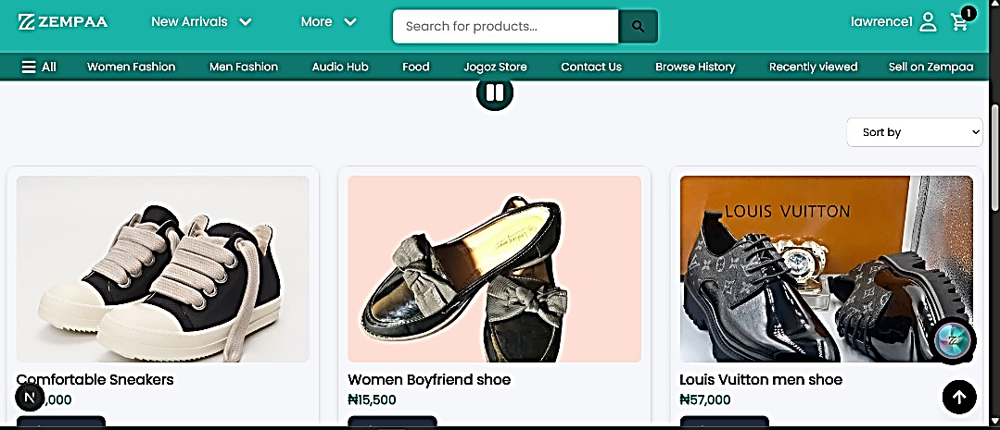 ZEMPAA
New Arrivals
More
Search for products...
lawrence1
1
All
Women Fashion
Men Fashion
Audio Hub
Food
Jogoz Store
Contact Us
Browse History
Recently viewed
Sell on Zempaa
Sort by
LOUIS VUITTON
Comfortable Sneakers
Women Boyfriend shoe
Louis Vuitton men shoe
N
,000
₦15,500
₦57,000